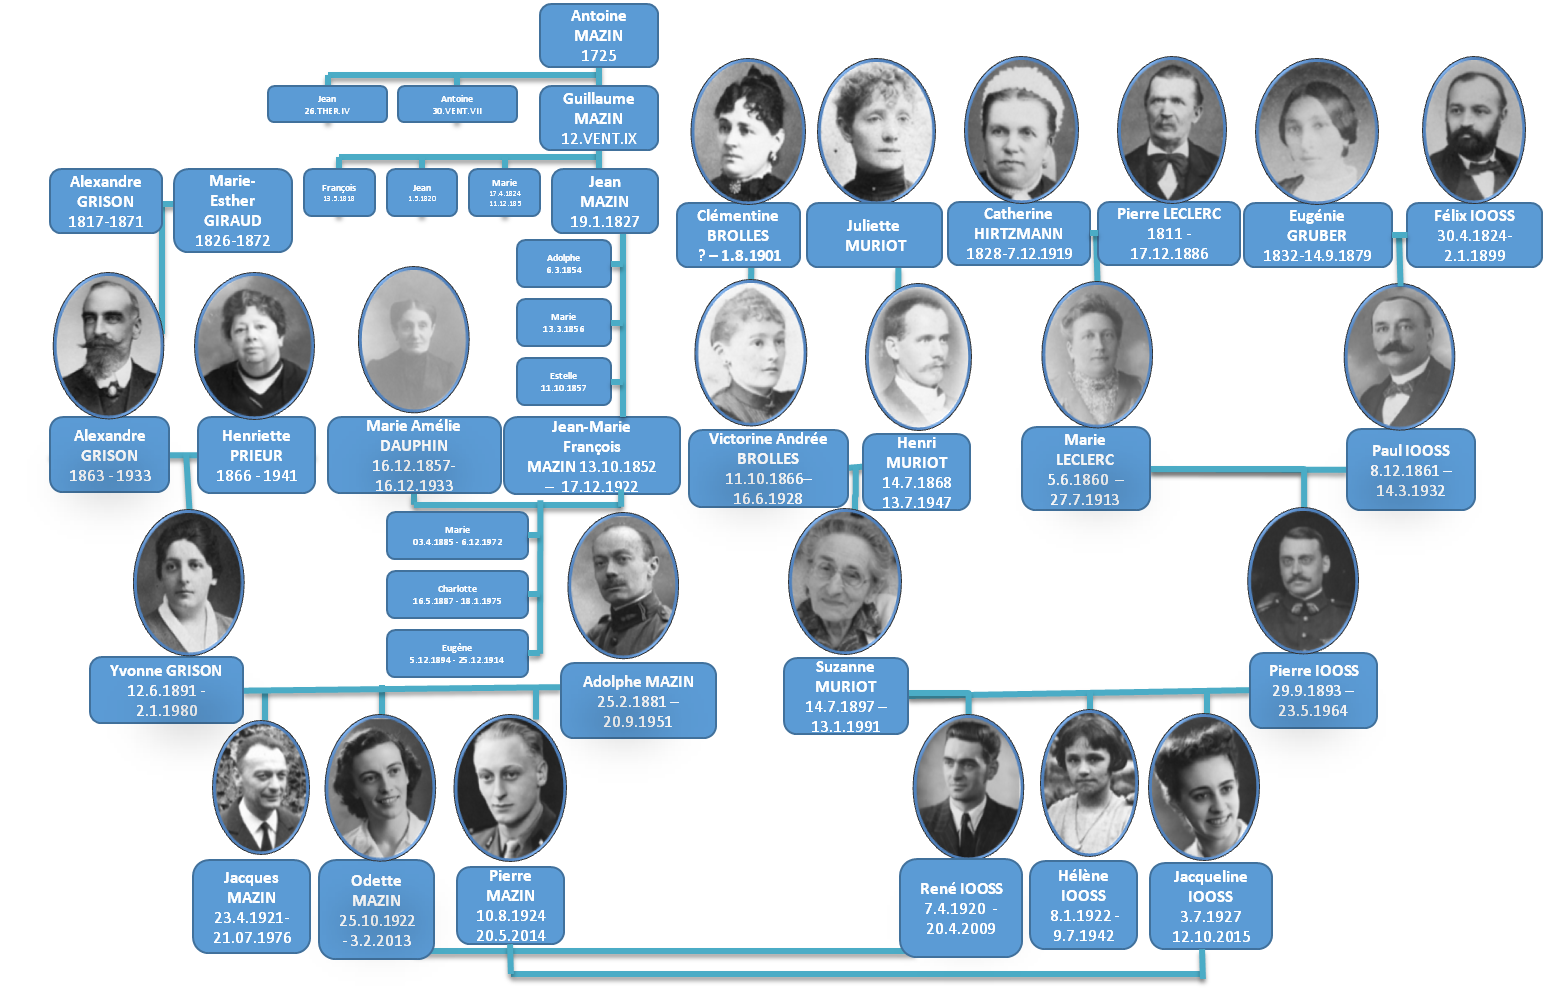 Antoine
MAZIN
1725
Jean
26.THER.IV
Antoine
30.VENT.VII
Guillaume
MAZIN
12.VENT.IX
Alexandre
GRISON
1817-1871
Marie-
Esther
GIRAUD
1826-1872
François
13.5.1818
Jean
1.5.1820
Marie
17.4.1824
11.12.185
Jean
MAZIN
19.1.1827
Clémentine
BROLLES
? – 1.8.1901
Juliette
MURIOT
Catherine
HIRTZMANN
1828-7.12.1919
Pierre LECLERC
1811 -
17.12.1886
Eugénie
GRUBER
1832-14.9.1879
Félix IOOSS
30.4.1824-
2.1.1899
Adolphe
6.3.1854
Marie
13.3.1856
Estelle
11.10.1857
Alexandre
GRISON
1863 - 1933
Henriette
PRIEUR
1866 - 1941
Marie Amélie
DAUPHIN
16.12.1857-
16.12.1933
Jean-Marie
François
MAZIN 13.10.1852
– 17.12.1922
Victorine Andrée
BROLLES
11.10.1866–
16.6.1928
Henri
MURIOT
14.7.1868
13.7.1947
Marie
LECLERC
5.6.1860 –
27.7.1913
Paul IOOSS
8.12.1861 –
14.3.1932
Marie
03.4.1885 - 6.12.1972
Charlotte
16.5.1887 - 18.1.1975
Eugène
5.12.1894 - 25.12.1914
Yvonne GRISON
12.6.1891 -
2.1.1980
Adolphe MAZIN
25.2.1881 –
20.9.1951
Suzanne
MURIOT
14.7.1897 –
13.1.1991
Pierre IOOSS
29.9.1893 –
23.5.1964
Jacques
MAZIN
23.4.1921-
21.07.1976
Odette
MAZIN
25.10.1922
- 3.2.2013
Pierre
MAZIN
10.8.1924
20.5.2014
René IOOSS
7.4.1920 -
20.4.2009
Hélène
IOOSS
8.1.1922 -
9.7.1942
Jacqueline
IOOSS
3.7.1927
12.10.2015